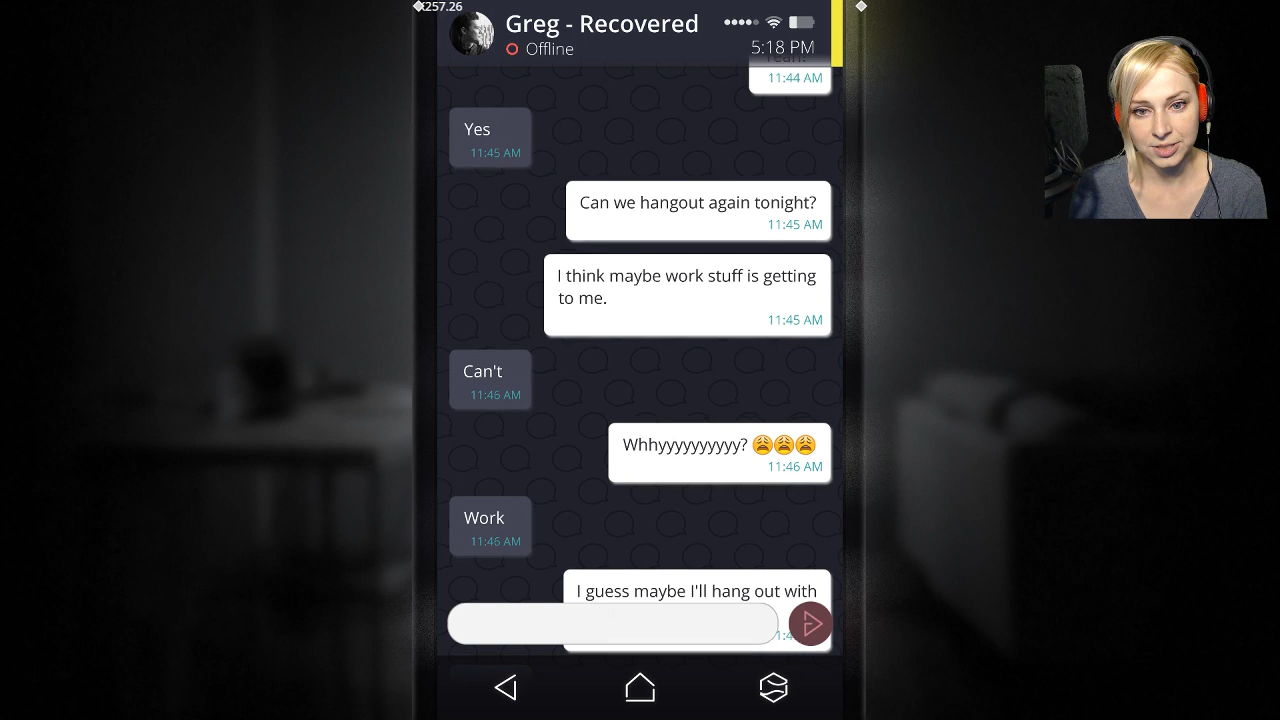 257.26
Greg - Recovered
Offline
5:18 PM
Yeah?
11:44 AM
Yes
11:45 AM
Can we hangout again tonight?
11:45 AM
I think maybe work stuff is getting
to me.
11:45 AM
Can't
11:46 AM
Whhyyyyyyyyyy? 😩😩😩
11:46 AM
Work
11:46 AM
I guess maybe I'll hang out with